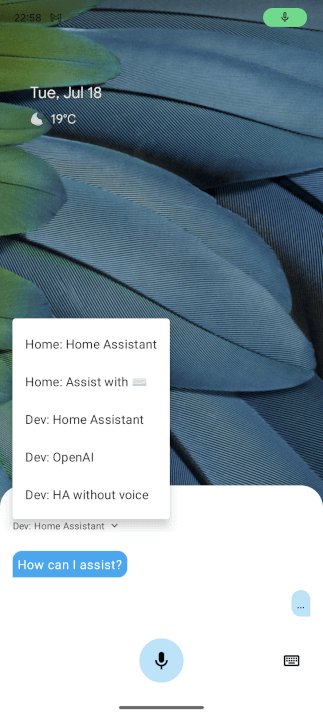 22:56
Tue, Jul 18
19°C
Home: Home Assistant
Home: Assist with ⌨️
Dev: Home Assistant
Dev: OpenAI
Dev: HA without voice
Dev: Home Assistant
How can I assist?
...